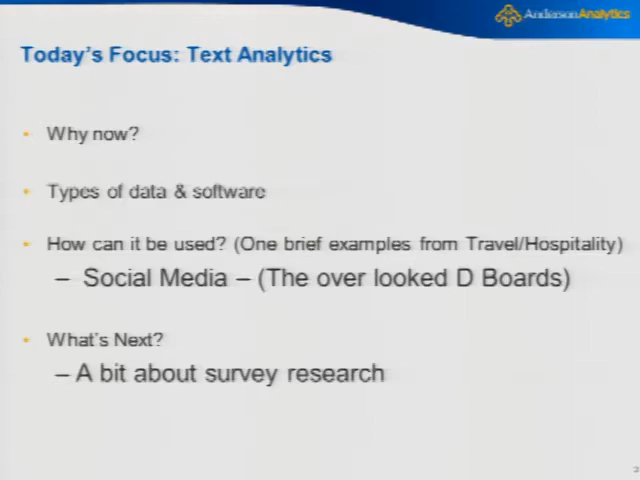 AndersonAnalytics
Today's Focus: Text Analytics
• Why now?
• Types of data & software
• How can it be used? (One brief examples from Travel/Hospitality)
– Social Media – (The over looked D Boards)
• What's Next?
– A bit about survey research